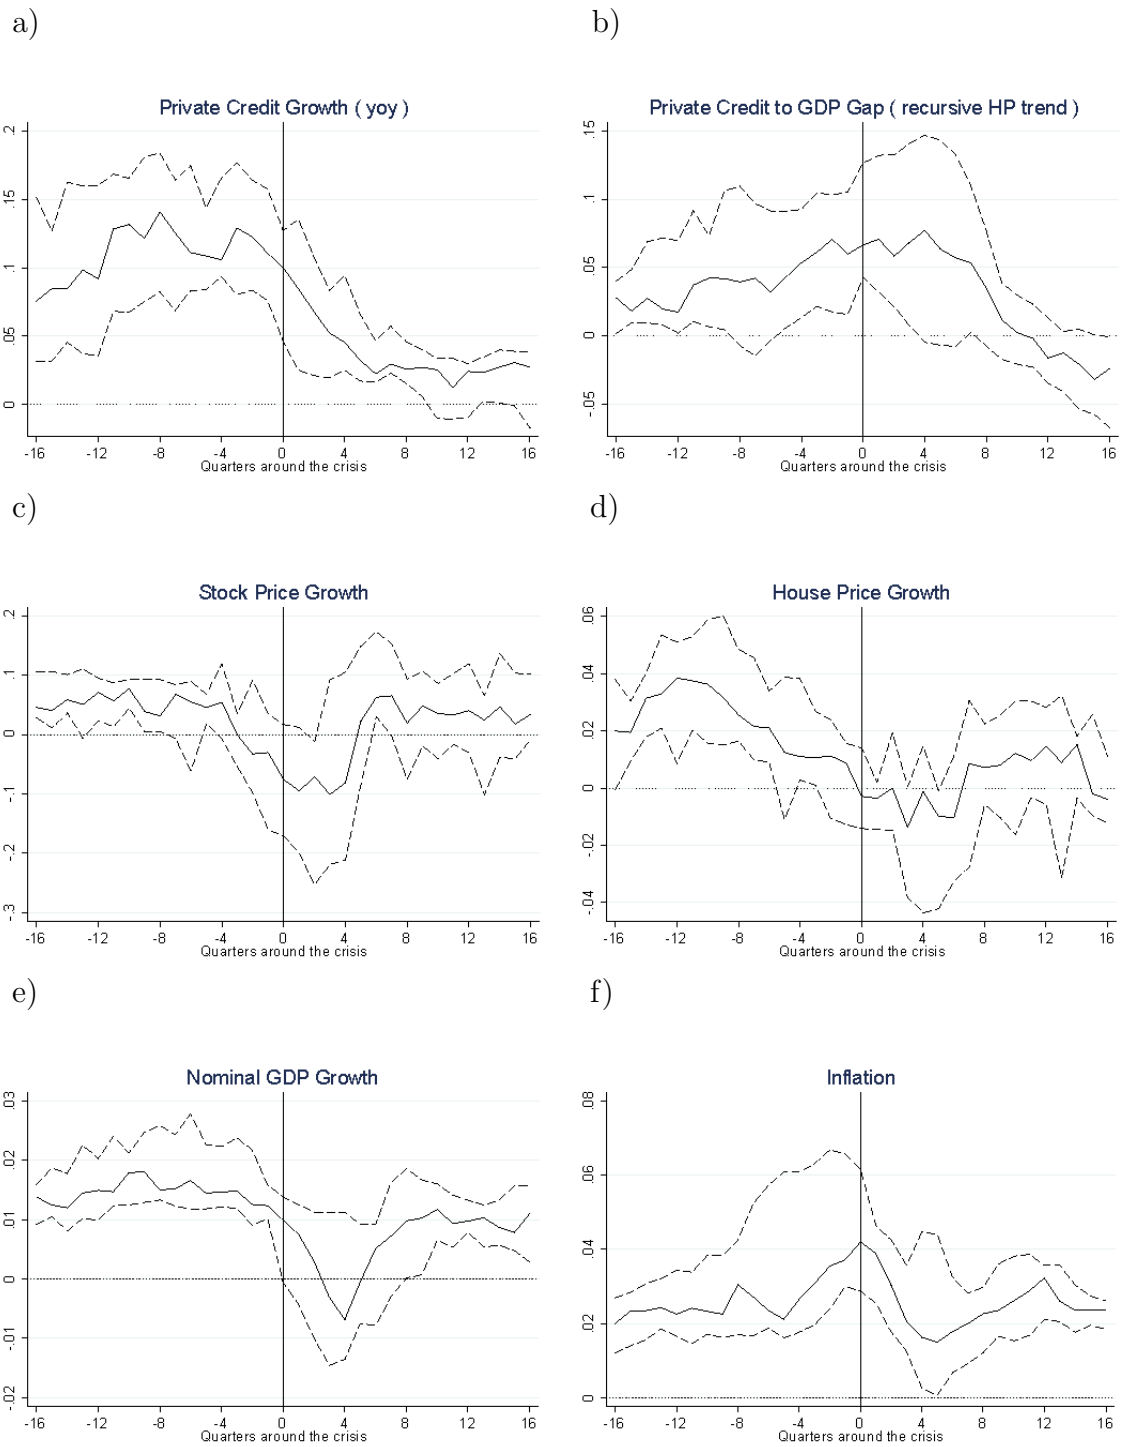 a)
b)
Private Credit Growth ( yoy )
.2
.15
.1
.05
0
-16 -12 -8 -4 0 4 8 12 16
Quarters around the crisis
Private Credit to GDP Gap ( recursive HP trend )
.15
.1
.05
0
-.05
-16 -12 -8 -4 0 4 8 12 16
Quarters around the crisis
c)
d)
Stock Price Growth
.2
.1
0
-.1
-.2
-.3
-16 -12 -8 -4 0 4 8 12 16
Quarters around the crisis
House Price Growth
.06
.04
.02
0
-.02
-.04
-16 -12 -8 -4 0 4 8 12 16
Quarters around the crisis
e)
f)
Nominal GDP Growth
.03
.02
.01
0
-.01
-.02
-16 -12 -8 -4 0 4 8 12 16
Quarters around the crisis
Inflation
.08
.06
.04
.02
0
-16 -12 -8 -4 0 4 8 12 16
Quarters around the crisis